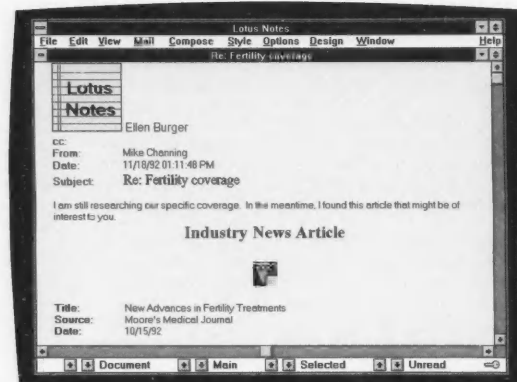 Lotus Notes
File Edit View Mail Compose Style Options Design Window Help
Re: Fertility coverage
Lotus
Notes
Ellen Burger
cc:
From: Mike Channing
Date: 11/18/92 01:11:48 PM
Subject: Re: Fertility coverage
I am still researching our specific coverage. In the meantime, I found this article that might be of
interest to you.
Industry News Article
Title: New Advances in Fertility Treatments
Source: Moore's Medical Journal
Date: 10/15/92
Document Main Selected Unread